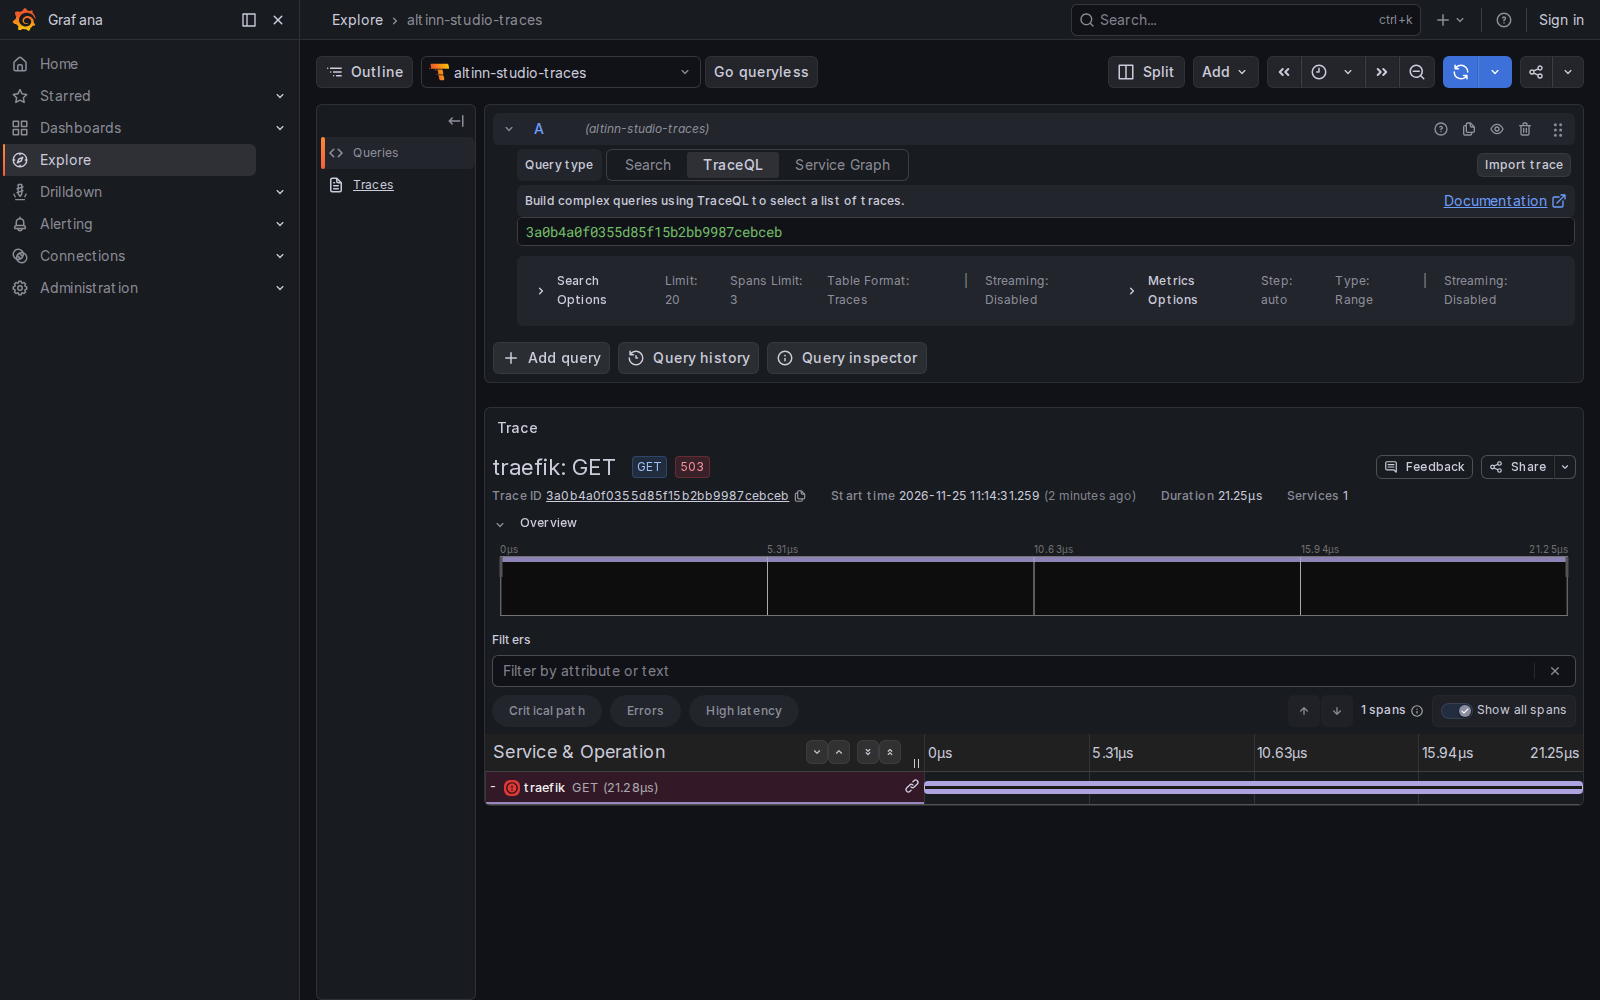 Grafana
Explore › altinn-studio-traces
Search...
ctrl+k
Sign in
Home
Starred
Dashboards
Explore
Drilldown
Alerting
Connections
Administration
Outline
altinn-studio-traces
Go queryless
Split
Add
Queries
Traces
A
(altinn-studio-traces)
Query type
Search
TraceQL
Service Graph
Import trace
Build complex queries using TraceQL to select a list of traces.
Documentation
3a0b4a0f0355d85f15b2bb9987cebceb
Search Options
Limit: 20
Spans Limit: 3
Table Format: Traces
Streaming: Disabled
Metrics Options
Step: auto
Type: Range
Streaming: Disabled
Add query
Query history
Query inspector
Trace
traefik: GET
GET
503
Feedback
Share
Trace ID 3a0b4a0f0355d85f15b2bb9987cebceb
Start time 2026-11-25 11:14:31.259 (2 minutes ago)
Duration 21.25μs
Services 1
Overview
0μs
5.31μs
10.63μs
15.94μs
21.25μs
Filters
Filter by attribute or text
Critical path
Errors
High latency
1 spans
Show all spans
Service & Operation
0μs
5.31μs
10.63μs
15.94μs
21.25μs
- traefik GET (21.28μs)